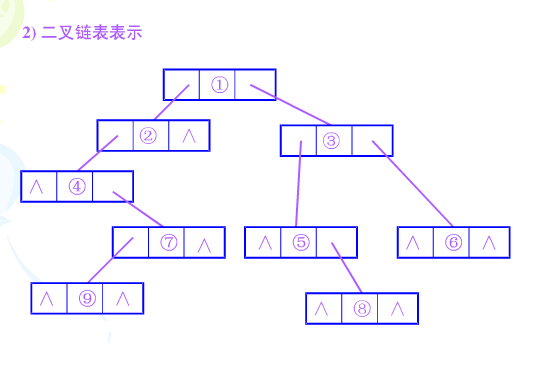 2) 二叉链表表示
①
② ∧
③
∧ ④
⑦ ∧
∧ ⑤
∧ ⑥ ∧
∧ ⑨ ∧
∧ ⑧ ∧